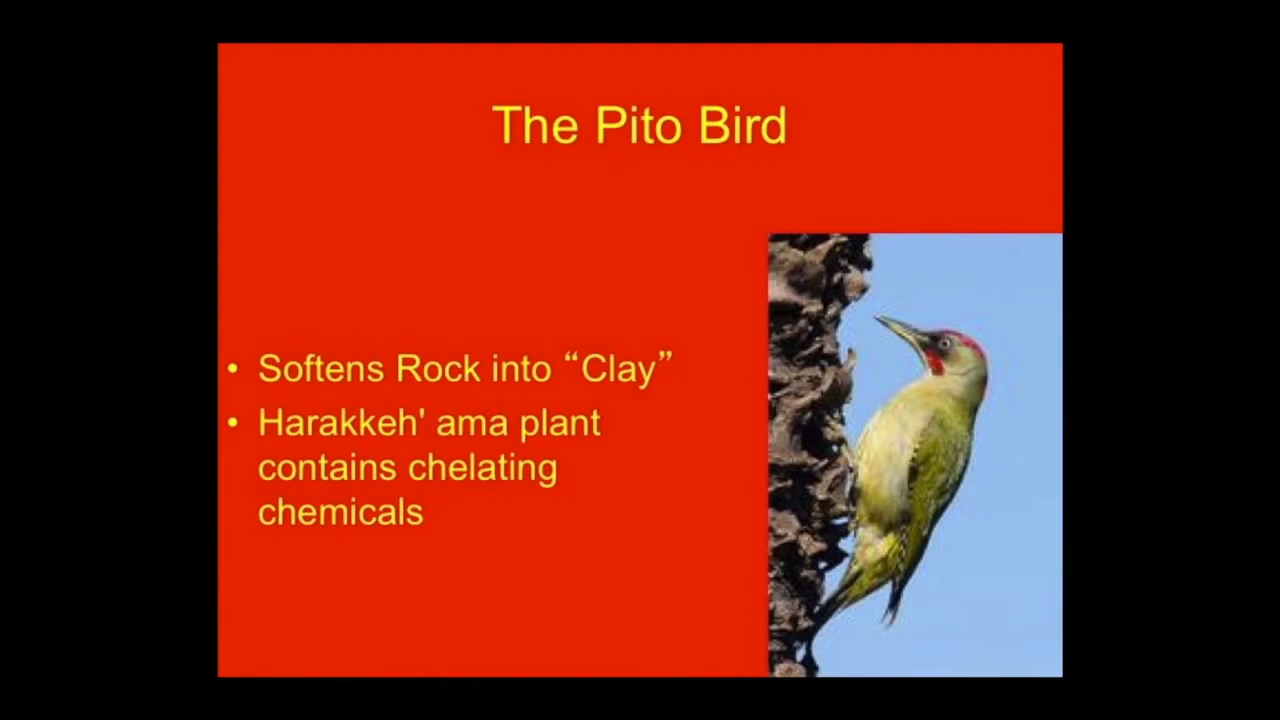 The Pito Bird
• Softens Rock into “Clay”
• Harakkeh' ama plant
contains chelating
chemicals